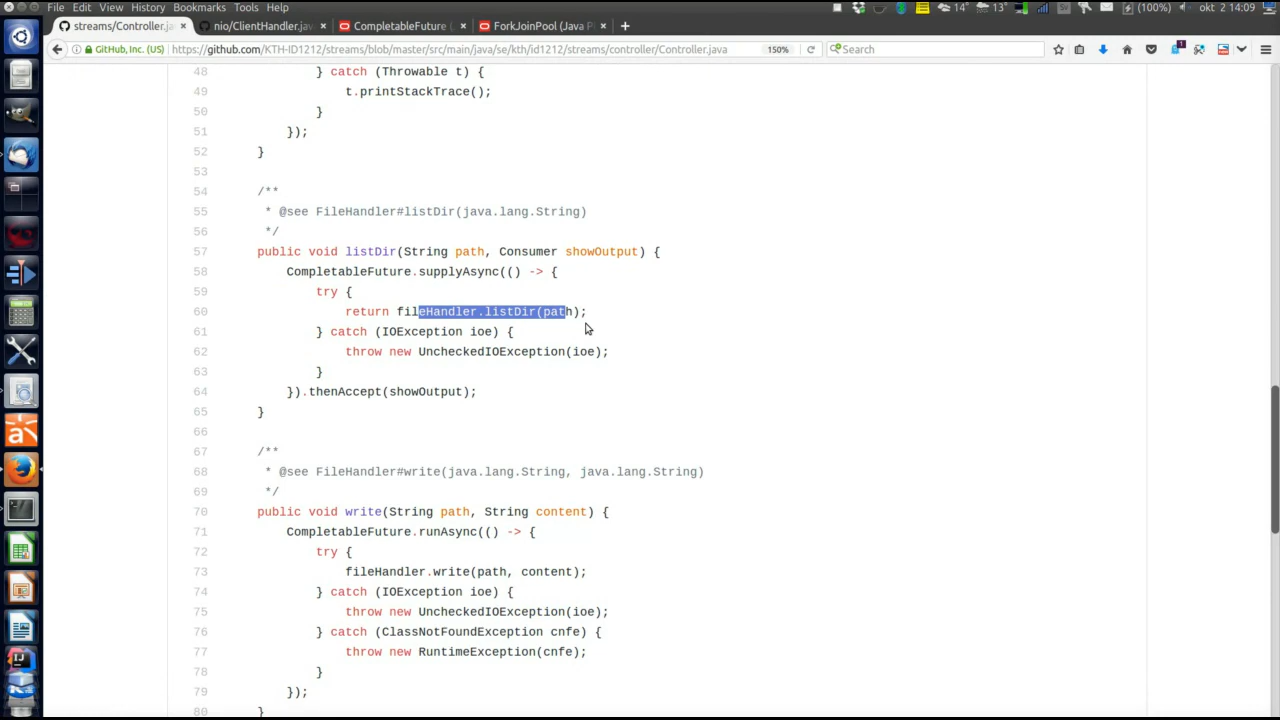 File Edit View History Bookmarks Tools Help
14° 13° (100%) okt. 2 14:09
streams/Controller.ja × nio/ClientHandler.java × CompletableFuture ( × ForkJoinPool (Java P × +
GitHub, Inc. (US) https://github.com/KTH-ID1212/streams/blob/master/src/main/java/se/kth/id1212/streams/controller/Controller.java 150% Search 1
48 } catch (Throwable t) {
49 t.printStackTrace();
50 }
51 });
52 }
53
54 /**
55 * @see FileHandler#listDir(java.lang.String)
56 */
57 public void listDir(String path, Consumer showOutput) {
58 CompletableFuture.supplyAsync(() -> {
59 try {
60 return fileHandler.listDir(path);
61 } catch (IOException ioe) {
62 throw new UncheckedIOException(ioe);
63 }
64 }).thenAccept(showOutput);
65 }
66
67 /**
68 * @see FileHandler#write(java.lang.String, java.lang.String)
69 */
70 public void write(String path, String content) {
71 CompletableFuture.runAsync(() -> {
72 try {
73 fileHandler.write(path, content);
74 } catch (IOException ioe) {
75 throw new UncheckedIOException(ioe);
76 } catch (ClassNotFoundException cnfe) {
77 throw new RuntimeException(cnfe);
78 }
79 });
80 }